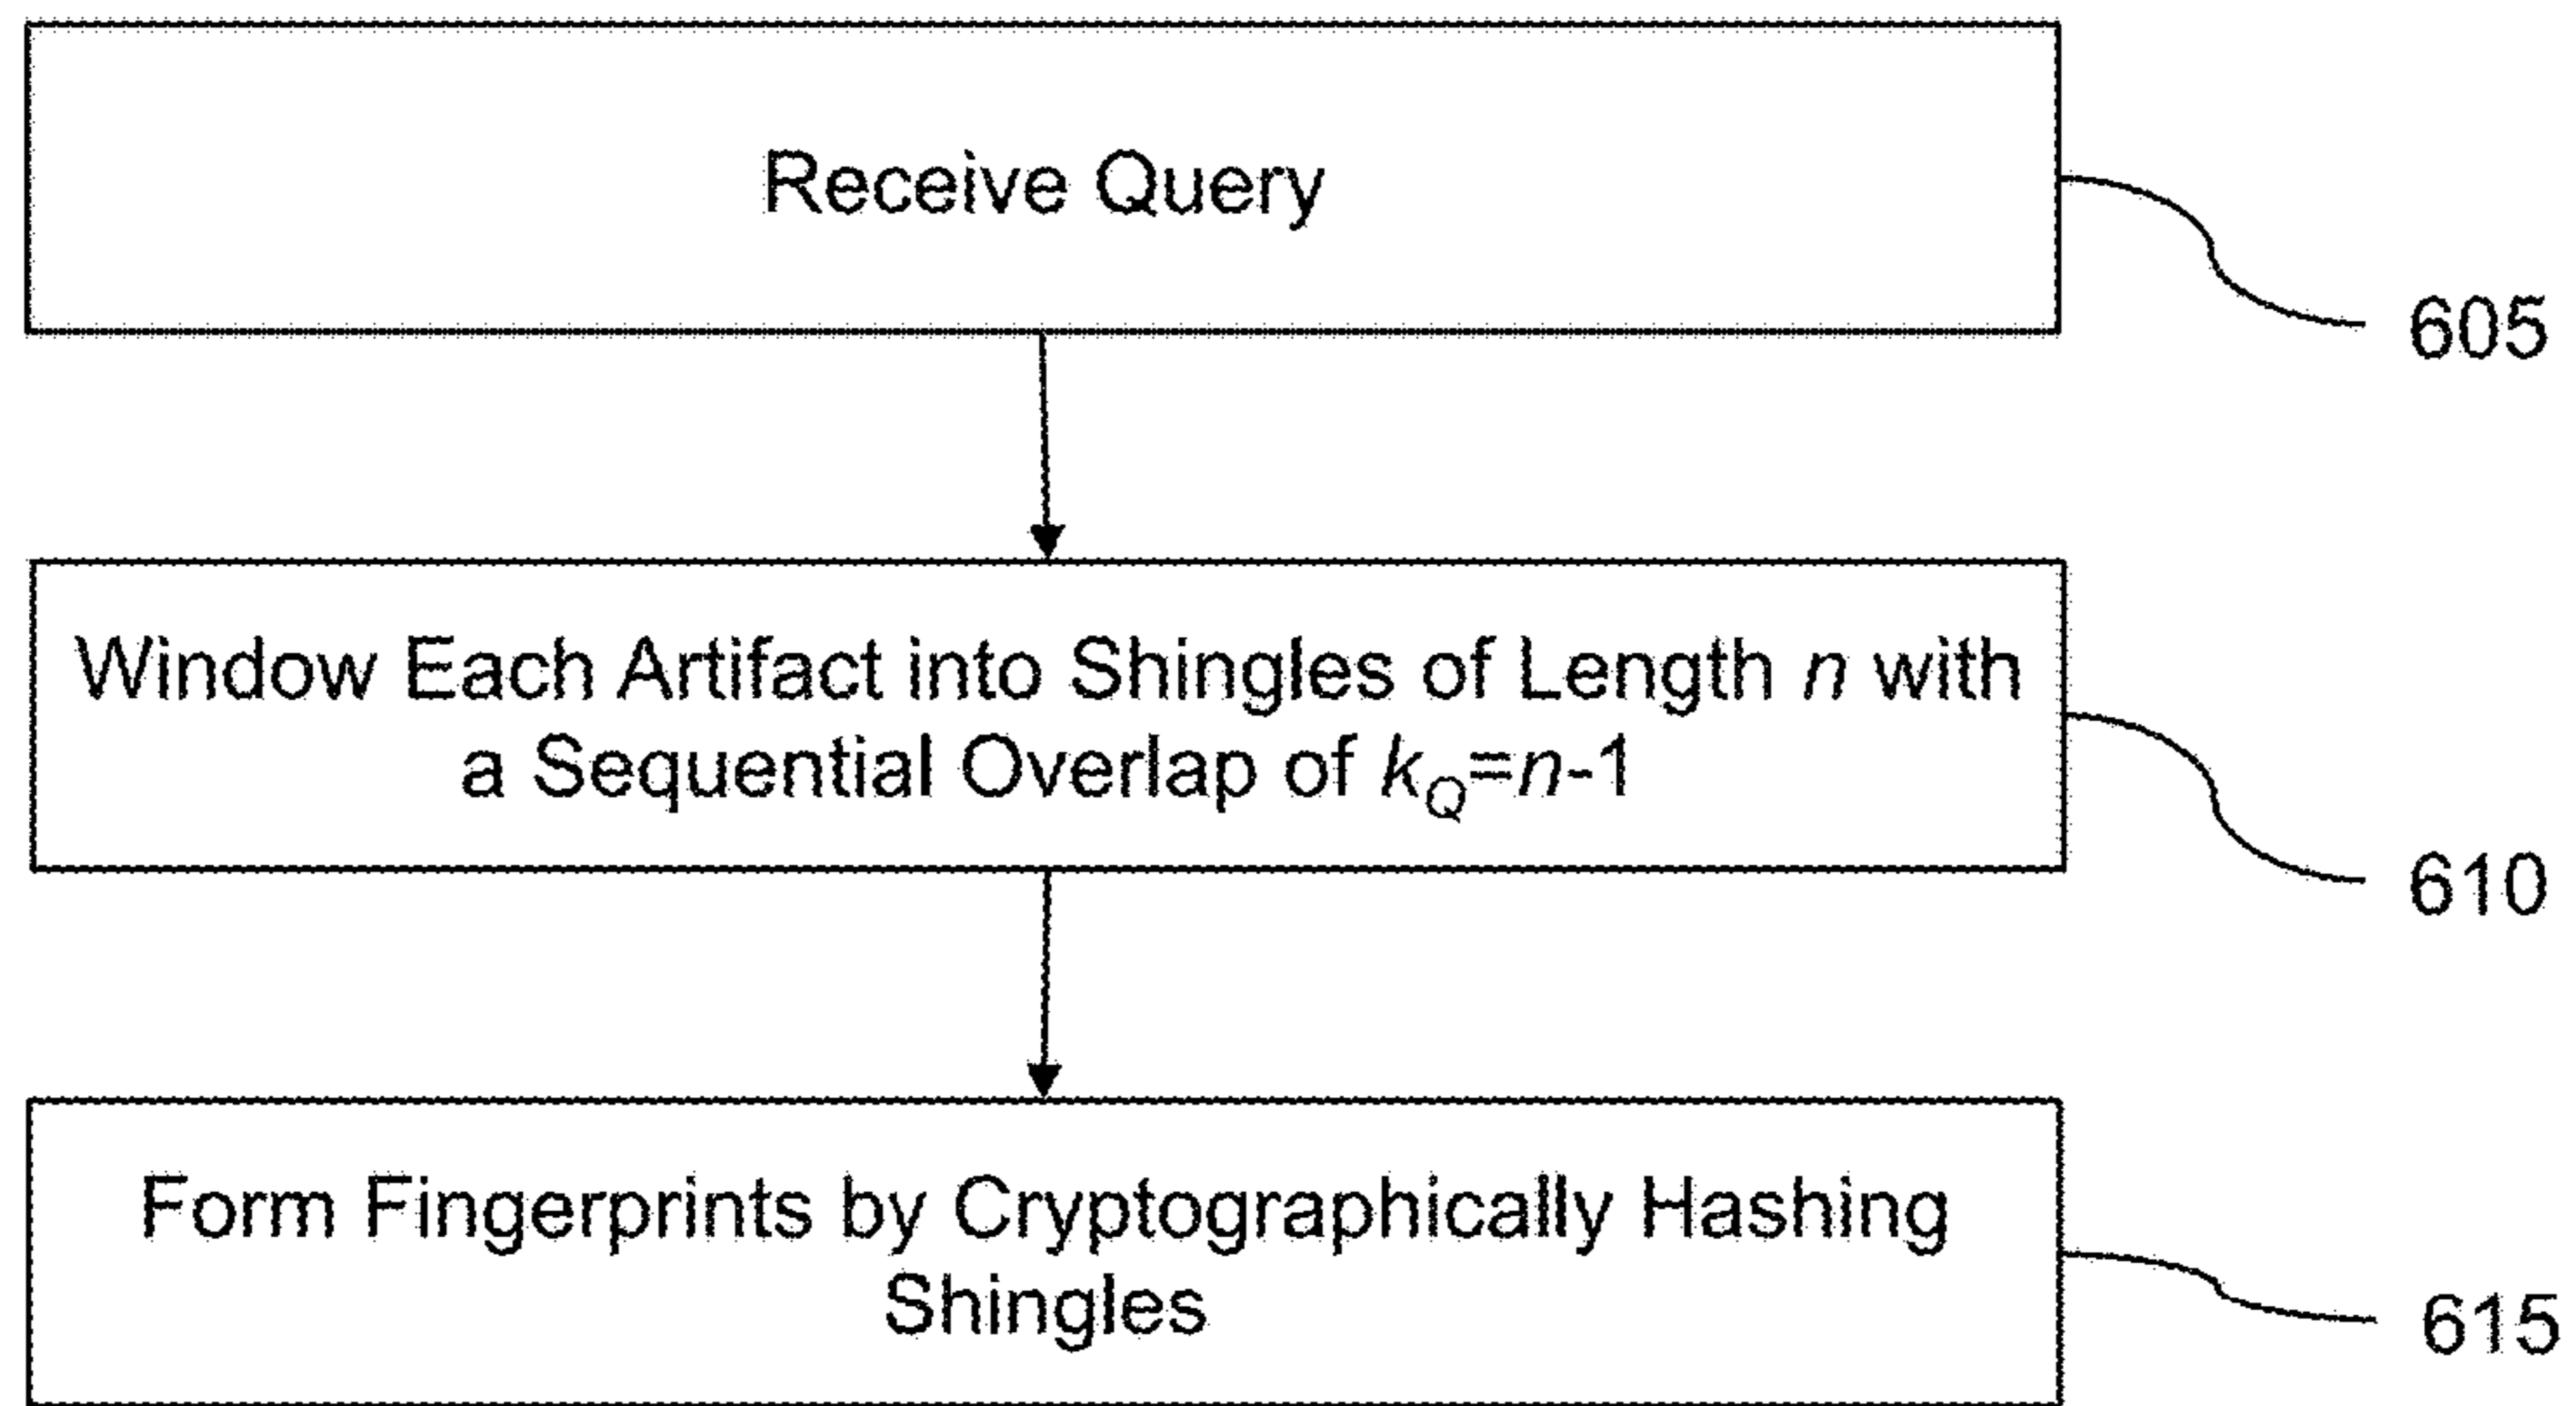 Receive Query
605
Window Each Artifact into Shingles of Length n with
a Sequential Overlap of kQ=n-1
610
Form Fingerprints by Cryptographically Hashing
Shingles
615